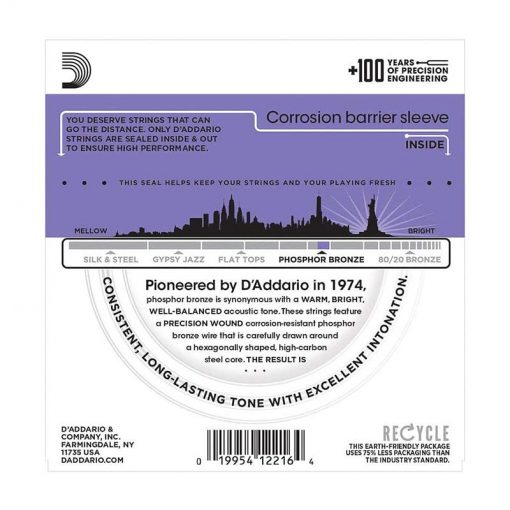 +100 YEARS OF PRECISION ENGINEERING
YOU DESERVE STRINGS THAT CAN
GO THE DISTANCE. ONLY D'ADDARIO
STRINGS ARE SEALED INSIDE & OUT
TO ENSURE HIGH PERFORMANCE.
Corrosion barrier sleeve
INSIDE
THIS SEAL HELPS KEEP YOUR STRINGS AND YOUR PLAYING FRESH
MELLOW
BRIGHT
SILK & STEEL
GYPSY JAZZ
FLAT TOPS
PHOSPHOR BRONZE
80/20 BRONZE
Pioneered by D'Addario in 1974,
phosphor bronze is synonymous with a WARM, BRIGHT,
WELL-BALANCED acoustic tone. These strings feature
a PRECISION WOUND corrosion-resistant phosphor
bronze wire that is carefully drawn around
a hexagonally shaped, high-carbon
steel core. THE RESULT IS
. . .
CONSISTENT, LONG-LASTING TONE WITH EXCELLENT INTONATION.
D'ADDARIO &
COMPANY, INC.
FARMINGDALE, NY
11735 USA
DADDARIO.COM
0 19954 12216 4
RECYCLE
THIS EARTH-FRIENDLY PACKAGE
USES 75% LESS PACKAGING THAN
THE INDUSTRY STANDARD.